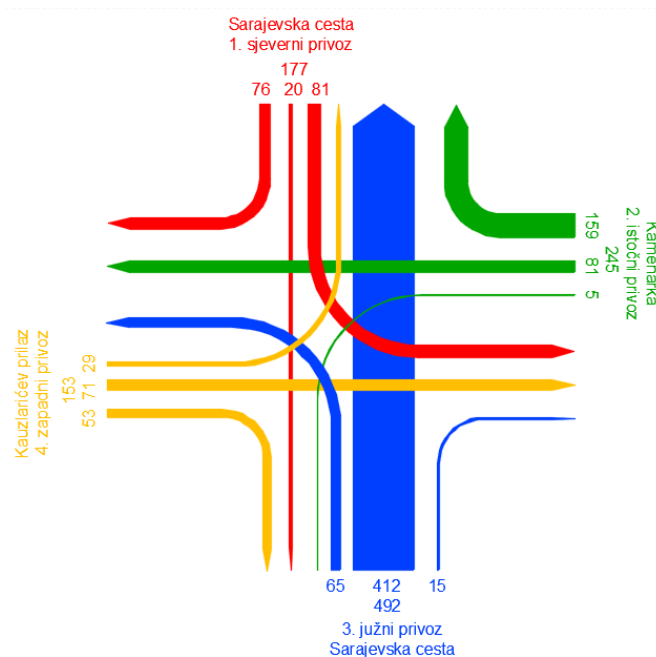 Sarajevska cesta
1. sjeverni privoz
177
76 20 81
Kamenarka
2. istočni privoz
245
159 81 5
Kauzlarićev prilaz
4. zapadni privoz
153
53 71 29
65 412 15
492
3. južni privoz
Sarajevska cesta